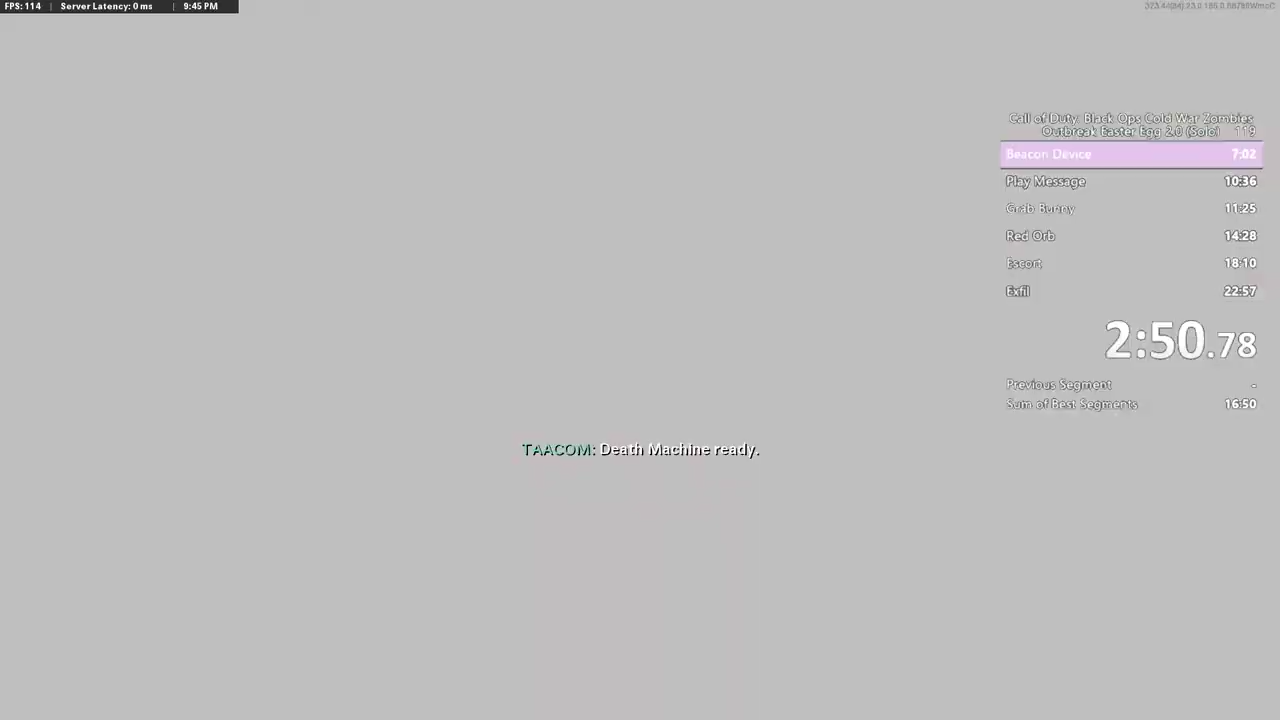 FPS: 114 | Server Latency: 0 ms | 9:45 PM
Call of Duty: Black Ops Cold War Zombies
Outbreak Easter Egg 2.0 (Solo) 119
Beacon Device 7:02
Play Message 10:36
Grab Bunny 11:25
Red Orb 14:28
Escort 18:10
Exfil 22:57
2:50.78
Previous Segment -
Sum of Best Segments 16:50
TAACOM: Death Machine ready.